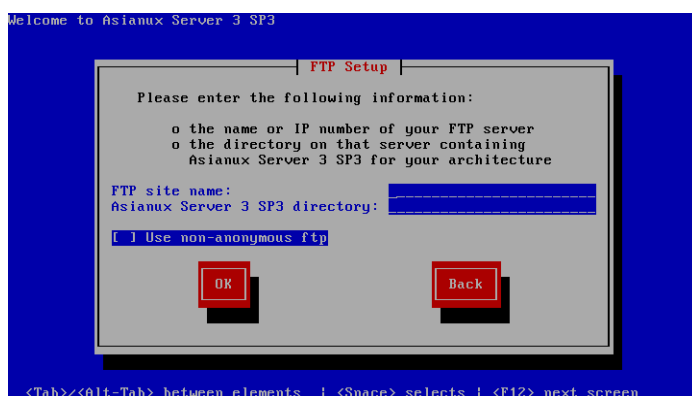 Welcome to Asianux Server 3 SP3
FTP Setup
Please enter the following information:
o the name or IP number of your FTP server
o the directory on that server containing
Asianux Server 3 SP3 for your architecture
FTP site name:
Asianux Server 3 SP3 directory:
[ ] Use non-anonymous ftp
OK Back
<Tab>/<Alt-Tab> between elements | <Space> selects | <F12> next screen